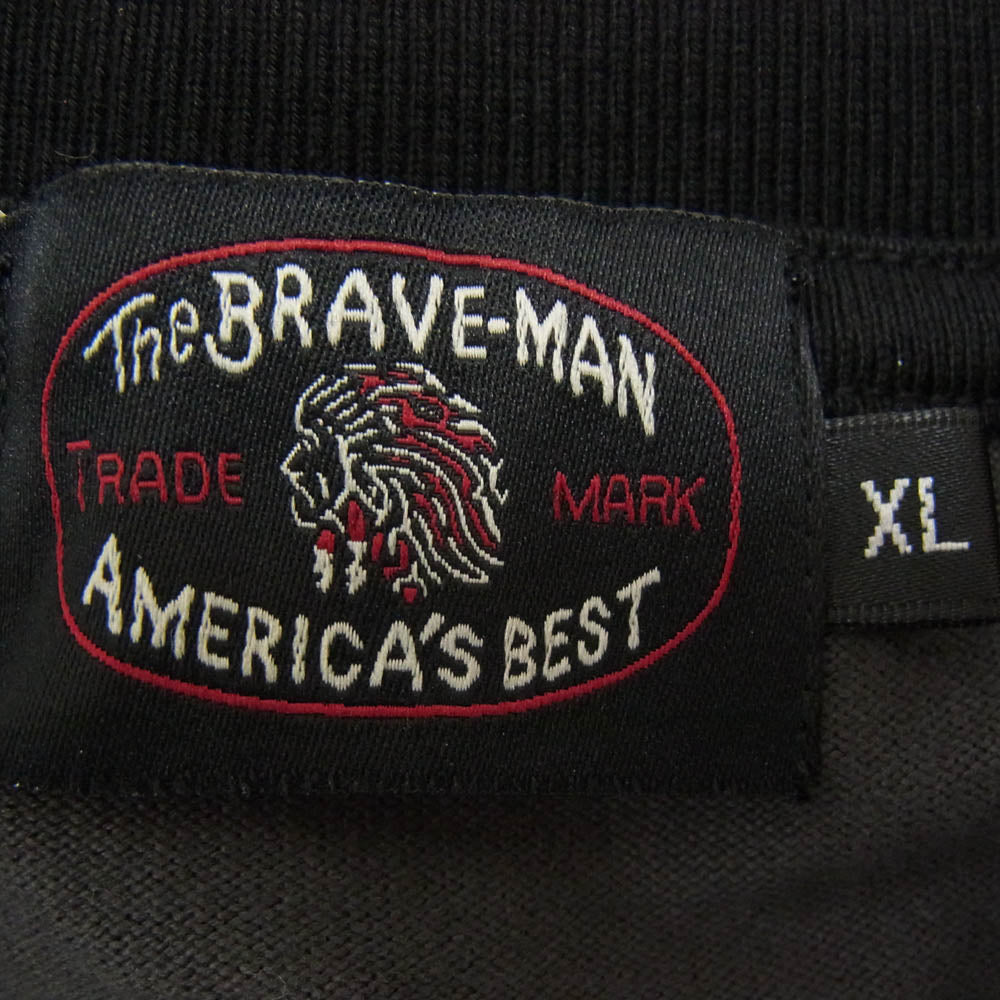 The BRAVE-MAN
TRADE MARK
AMERICA'S BEST
XL